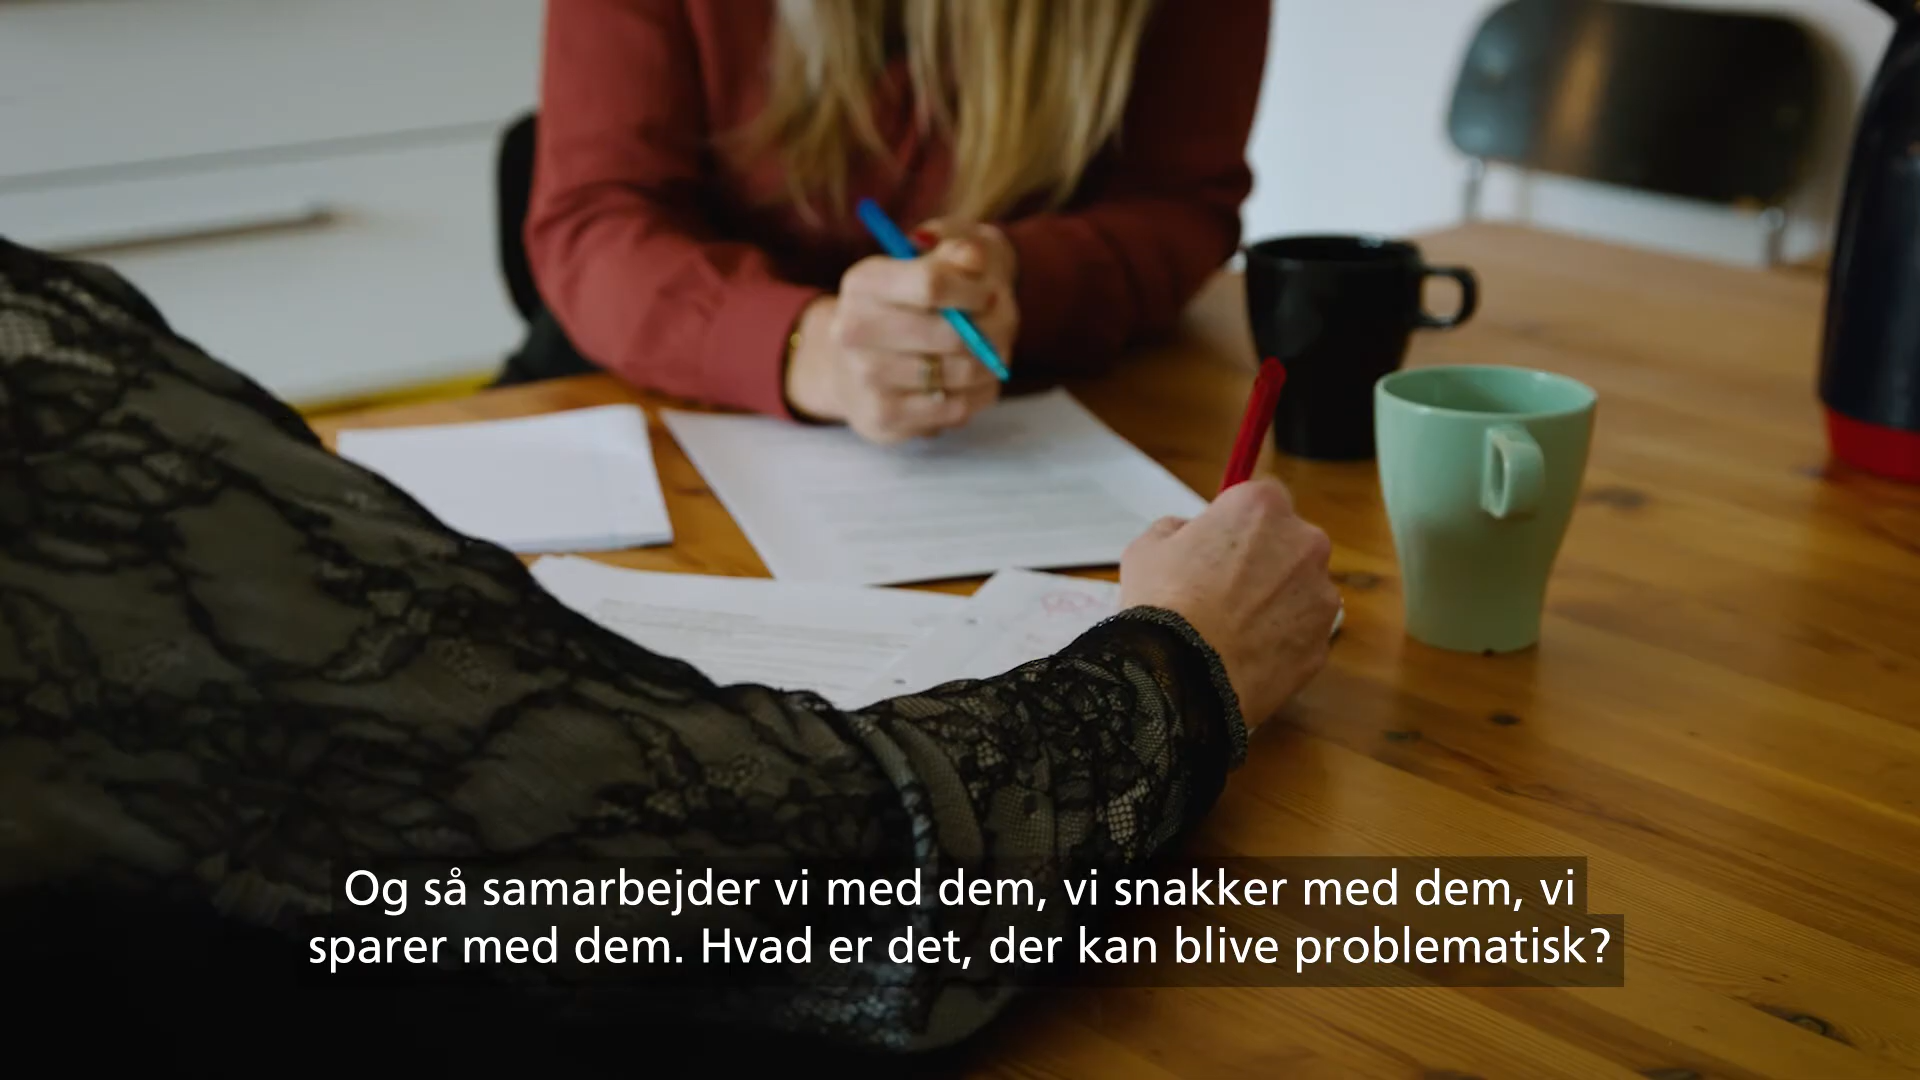 Og så samarbejder vi med dem, vi snakker med dem, vi
sparer med dem. Hvad er det, der kan blive problematisk?